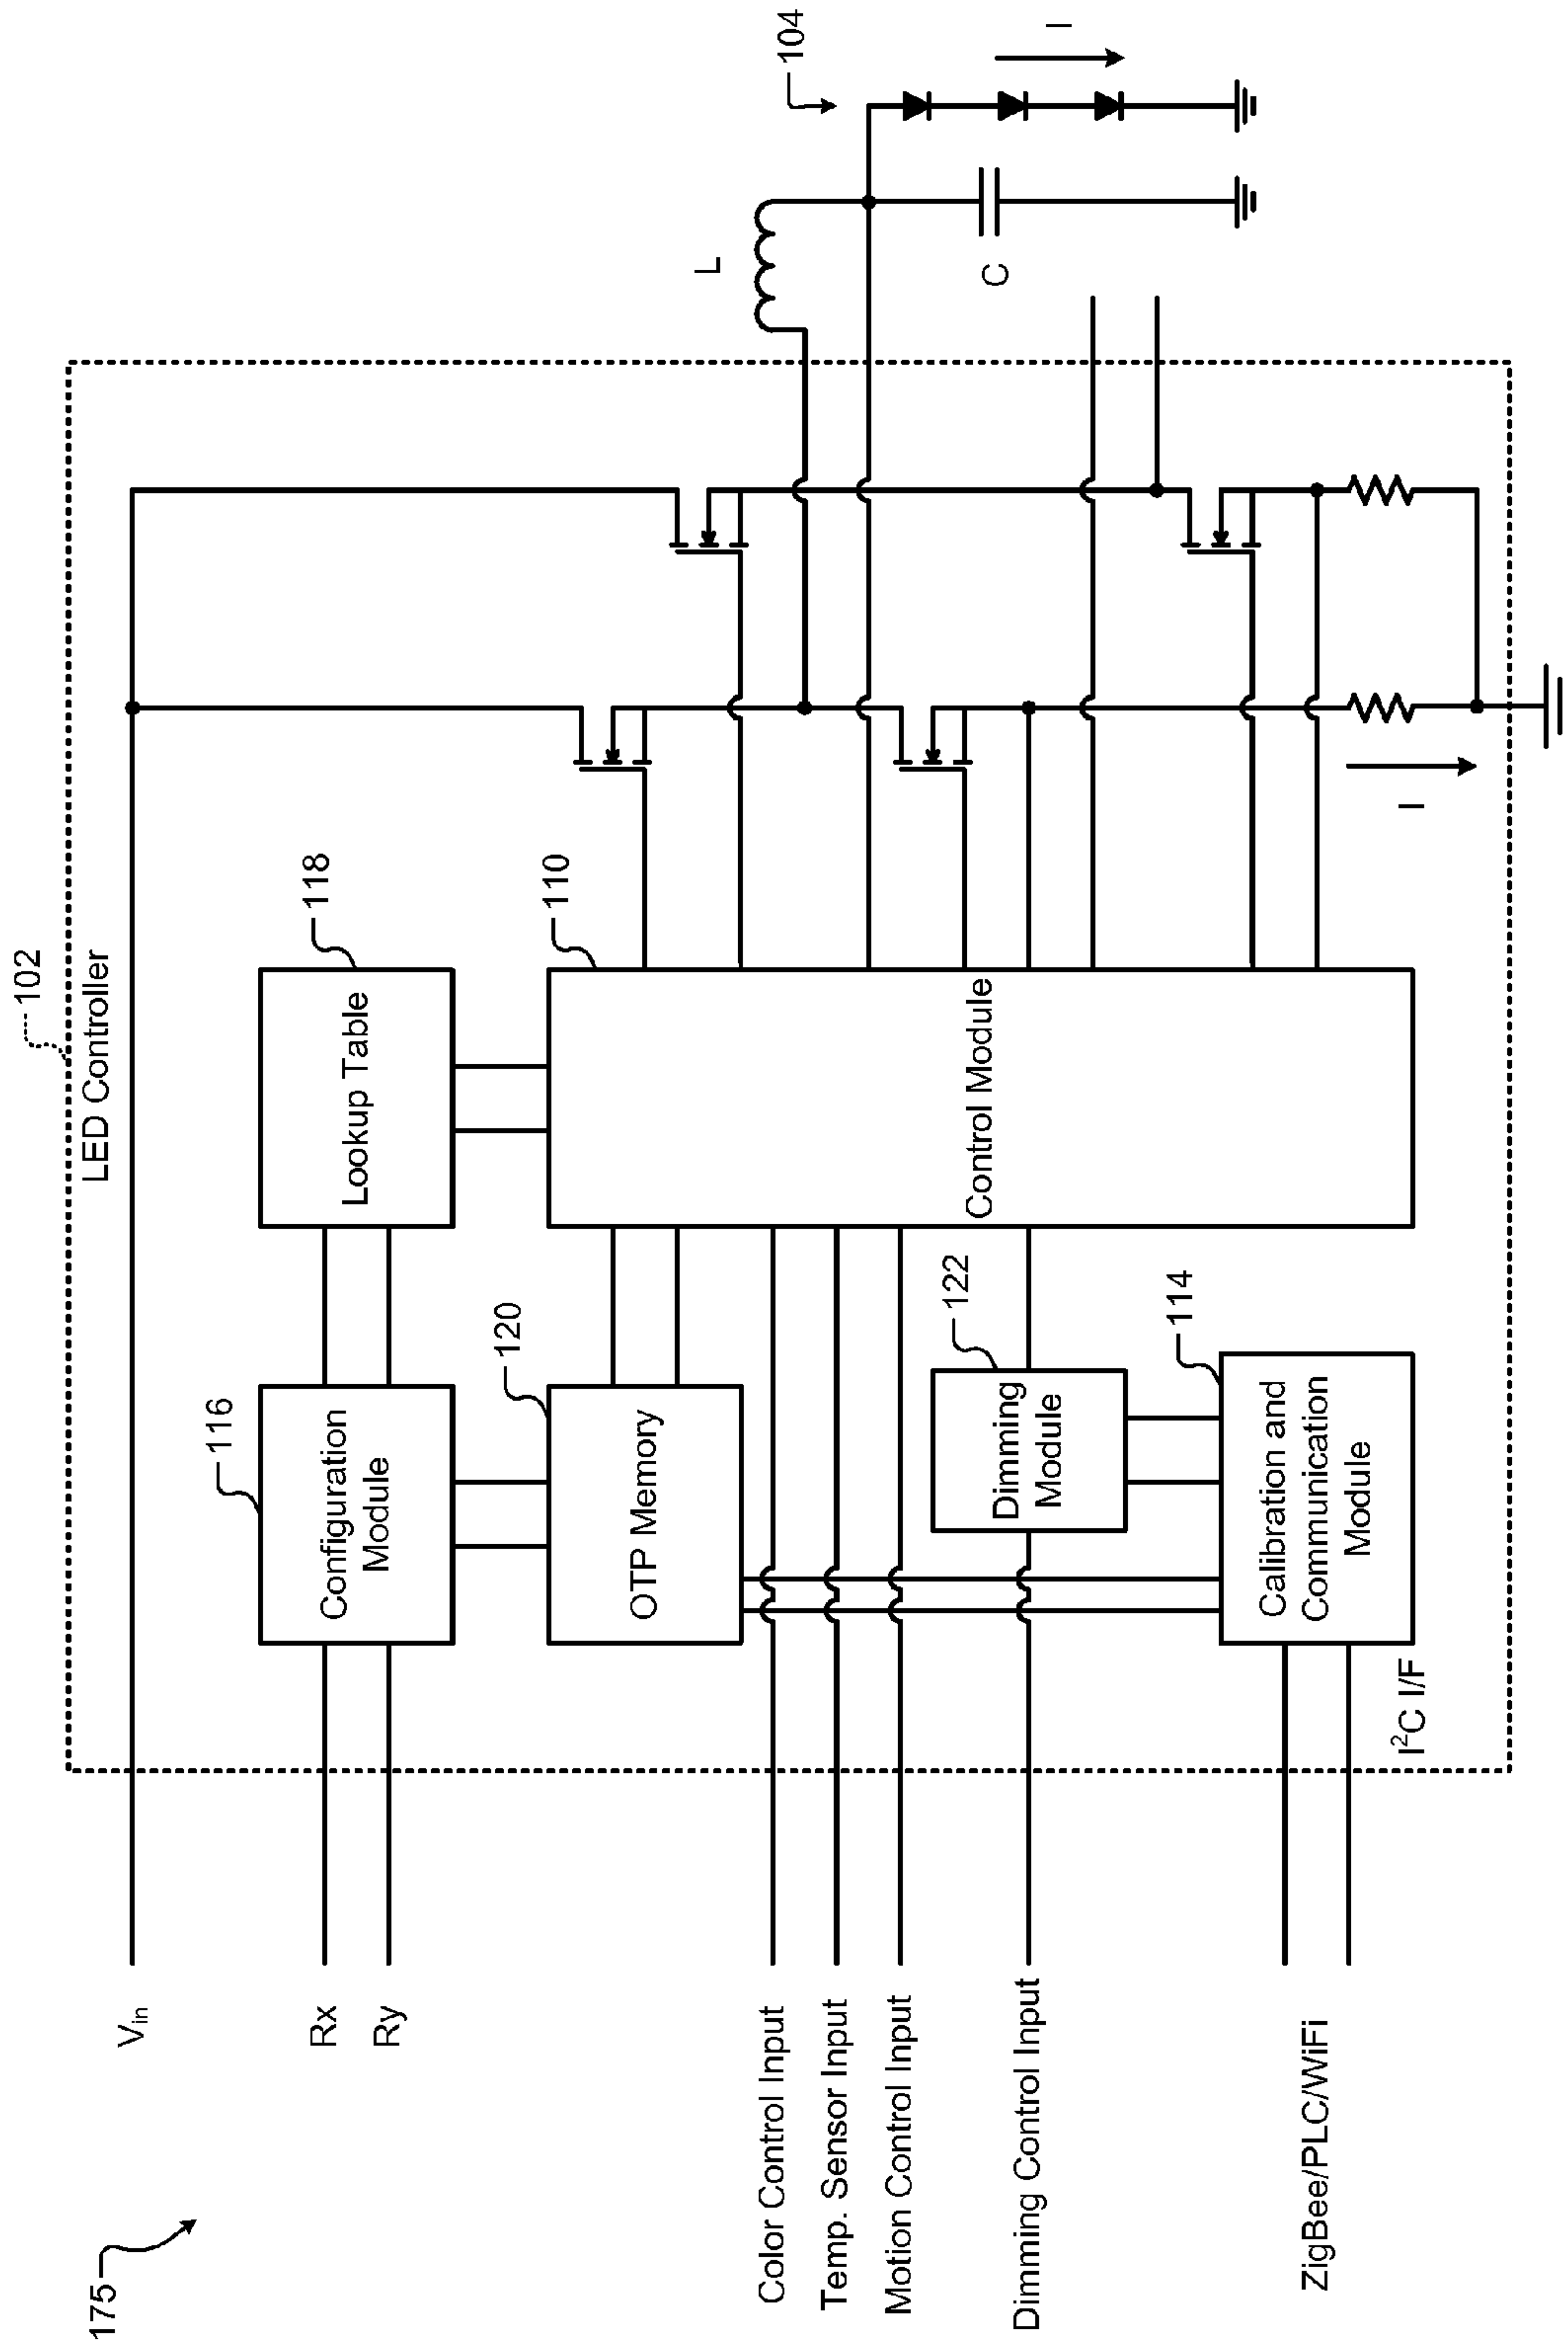 175
102
LED Controller
V_in
Rx
Ry
116
Configuration
Module
118
Lookup Table
120
OTP Memory
110
Control Module
L
104
I
C
Color Control Input
Temp. Sensor Input
Motion Control Input
Dimming Control Input
122
Dimming
Module
114
Calibration and
Communication
Module
I²C I/F
ZigBee/PLC/WiFi
I